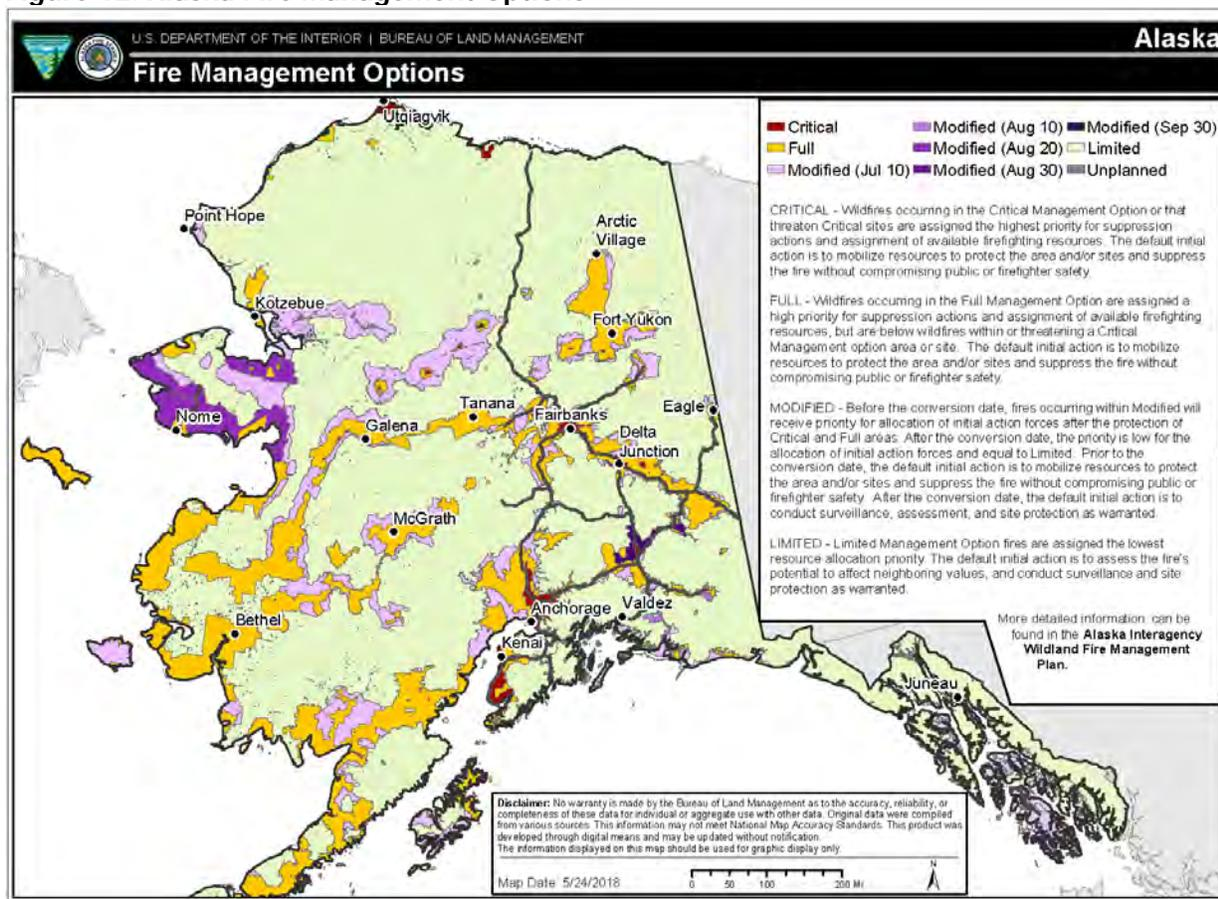 U.S. DEPARTMENT OF THE INTERIOR | BUREAU OF LAND MANAGEMENT
Alaska
Fire Management Options
Critical
Full
Modified (Jul 10)
Modified (Aug 10)
Modified (Aug 20)
Modified (Aug 30)
Modified (Sep 30)
Limited
Unplanned
CRITICAL - Wildfires occurring in the Critical Management Option or that
threaten Critical sites are assigned the highest priority for suppression
actions and assignment of available firefighting resources. The default initial
action is to mobilize resources to protect the area and/or sites and suppress
the fire without compromising public or firefighter safety.
FULL - Wildfires occurring in the Full Management Option are assigned a
high priority for suppression actions and assignment of available firefighting
resources, but are below wildfires within or threatening a Critical
Management option area or site. The default initial action is to mobilize
resources to protect the area and/or sites and suppress the fire without
compromising public or firefighter safety.
MODIFIED - Before the conversion date, fires occurring within Modified will
receive priority for allocation of initial action forces after the protection of
Critical and Full areas. After the conversion date, the priority is low for the
allocation of initial action forces and equal to Limited. Prior to the
conversion date, the default initial action is to mobilize resources to protect
the area and/or sites and suppress the fire without compromising public or
firefighter safety. After the conversion date, the default initial action is to
conduct surveillance, assessment, and site protection as warranted.
LIMITED - Limited Management Option fires are assigned the lowest
resource allocation priority. The default initial action is to assess the fire's
potential to affect neighboring values, and conduct surveillance and site
protection as warranted.
More detailed information can be
found in the Alaska Interagency
Wildland Fire Management
Plan.
Utqiagvik
Point Hope
Arctic
Village
Kotzebue
Fort Yukon
Nome
Tanana
Galena
Fairbanks
Eagle
Delta
Junction
McGrath
Bethel
Anchorage
Valdez
Kenai
Juneau
Disclaimer: No warranty is made by the Bureau of Land Management as to the accuracy, reliability, or
completeness of these data for individual or aggregate use with other data. Original data were compiled
from various sources. This information may not meet National Map Accuracy Standards. This product was
developed through digital means and may be updated without notification.
The information displayed on this map should be used for graphic display only.
Map Date: 5/24/2018
0 50 100 200 Mi
N